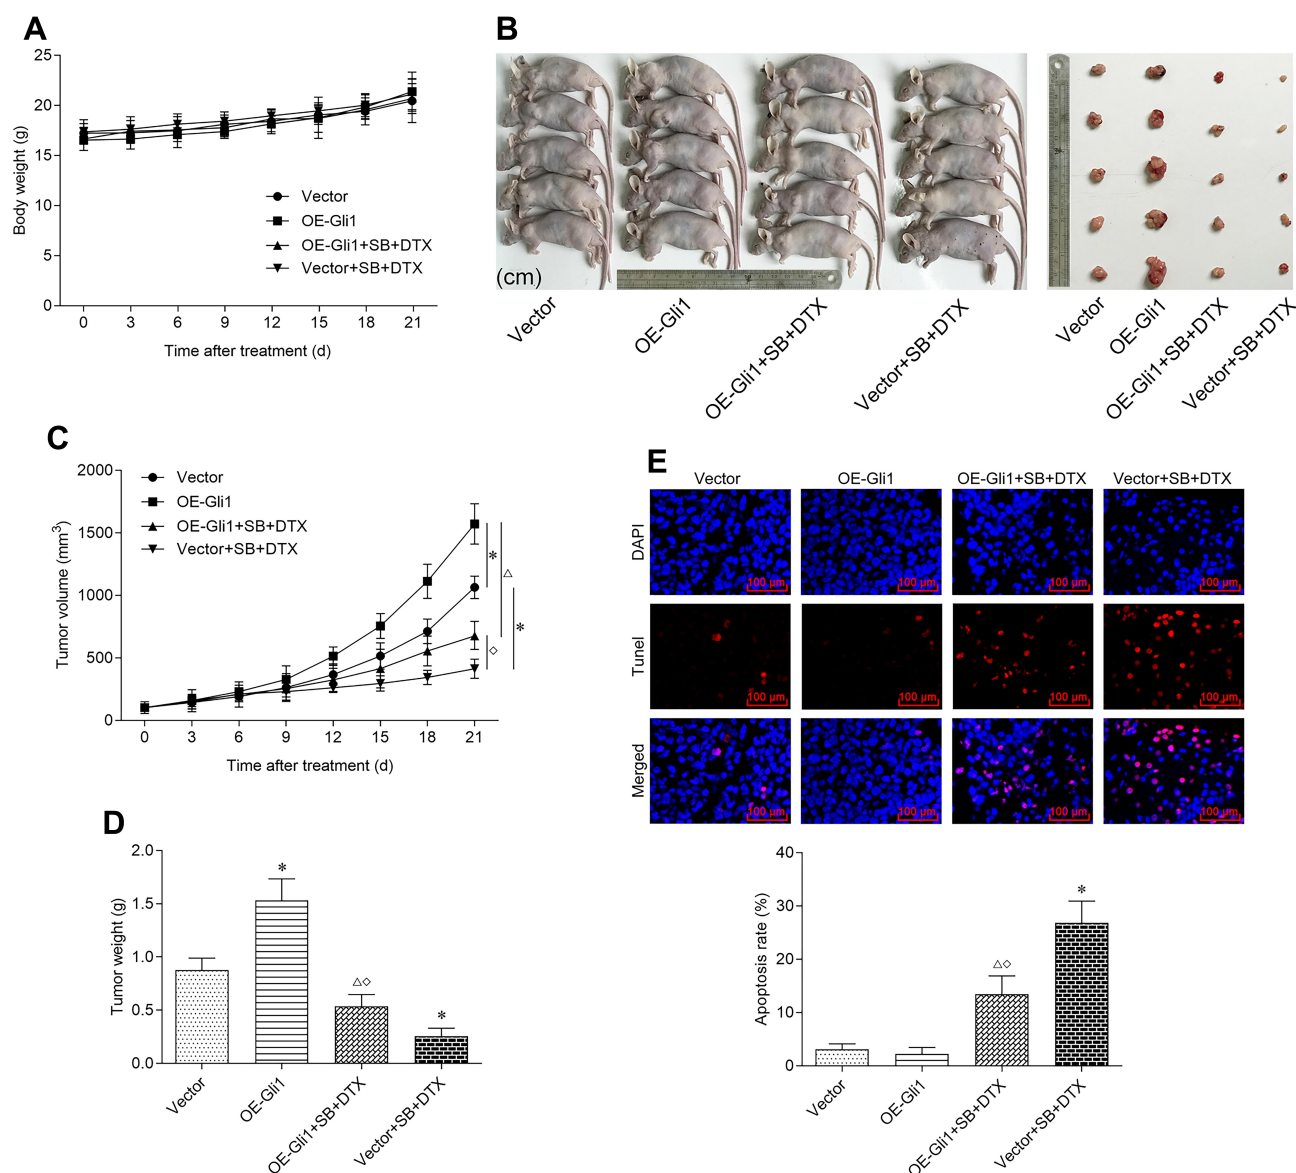 A
25
20
15
10
5
0
Body weight (g)
Vector
OE-Gli1
OE-Gli1+SB+DTX
Vector+SB+DTX
0 3 6 9 12 15 18 21
Time after treatment (d)
B
(cm)
Vector
OE-Gli1
OE-Gli1+SB+DTX
Vector+SB+DTX
Vector
OE-Gli1
OE-Gli1+SB+DTX
Vector+SB+DTX
C
2000
1500
1000
500
0
Tumor volume (mm³)
Vector
OE-Gli1
OE-Gli1+SB+DTX
Vector+SB+DTX
* △
*
◇
0 3 6 9 12 15 18 21
Time after treatment (d)
D
2.0
1.5
1.0
0.5
0.0
Tumor weight (g)
*
△◇
*
Vector
OE-Gli1
OE-Gli1+SB+DTX
Vector+SB+DTX
E
Vector OE-Gli1 OE-Gli1+SB+DTX Vector+SB+DTX
DAPI
100 µm 100 µm 100 µm 100 µm
Tunel
100 µm 100 µm 100 µm 100 µm
Merged
100 µm 100 µm 100 µm 100 µm
40
30
20
10
0
Apoptosis rate (%)
△◇
*
Vector
OE-Gli1
OE-Gli1+SB+DTX
Vector+SB+DTX